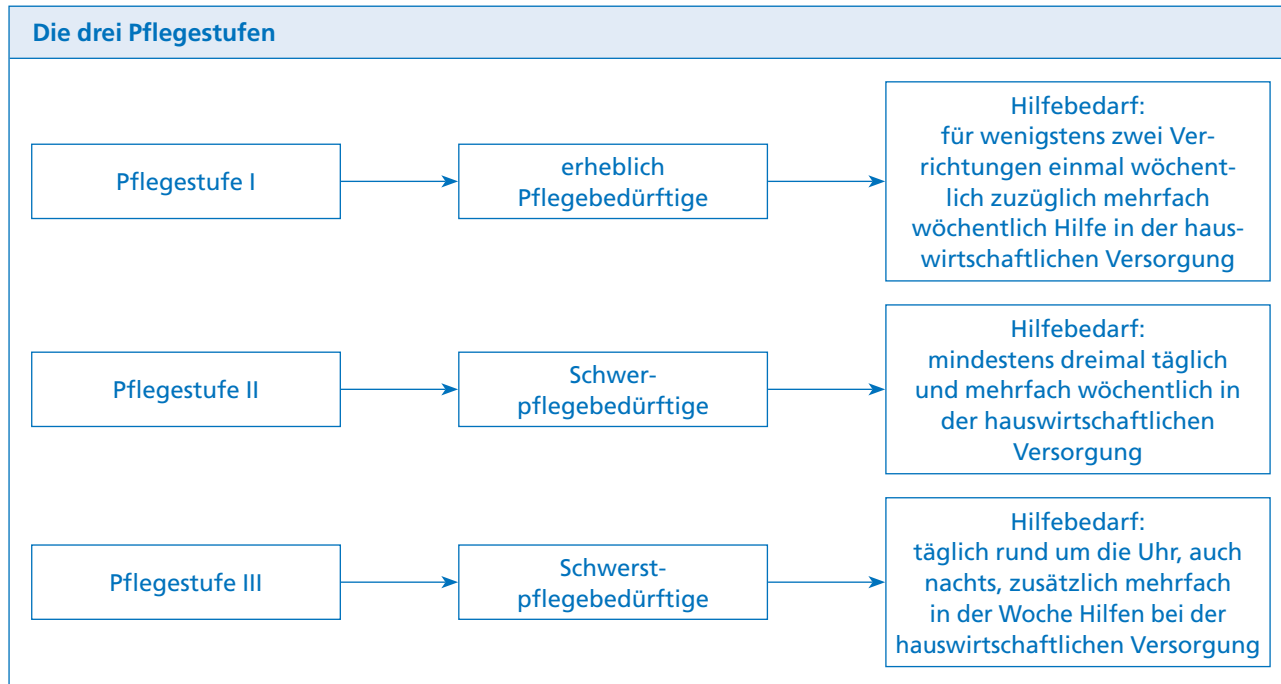 Die drei Pflegestufen
Pflegestufe I
erheblich
Pflegebedürftige
Hilfebedarf:
für wenigstens zwei Ver-
richtungen einmal wöchent-
lich zuzüglich mehrfach
wöchentlich Hilfe in der haus-
wirtschaftlichen Versorgung
Pflegestufe II
Schwer-
pflegebedürftige
Hilfebedarf:
mindestens dreimal täglich
und mehrfach wöchentlich in
der hauswirtschaftlichen
Versorgung
Pflegestufe III
Schwerst-
pflegebedürftige
Hilfebedarf:
täglich rund um die Uhr, auch
nachts, zusätzlich mehrfach
in der Woche Hilfen bei der
hauswirtschaftlichen Versorgung